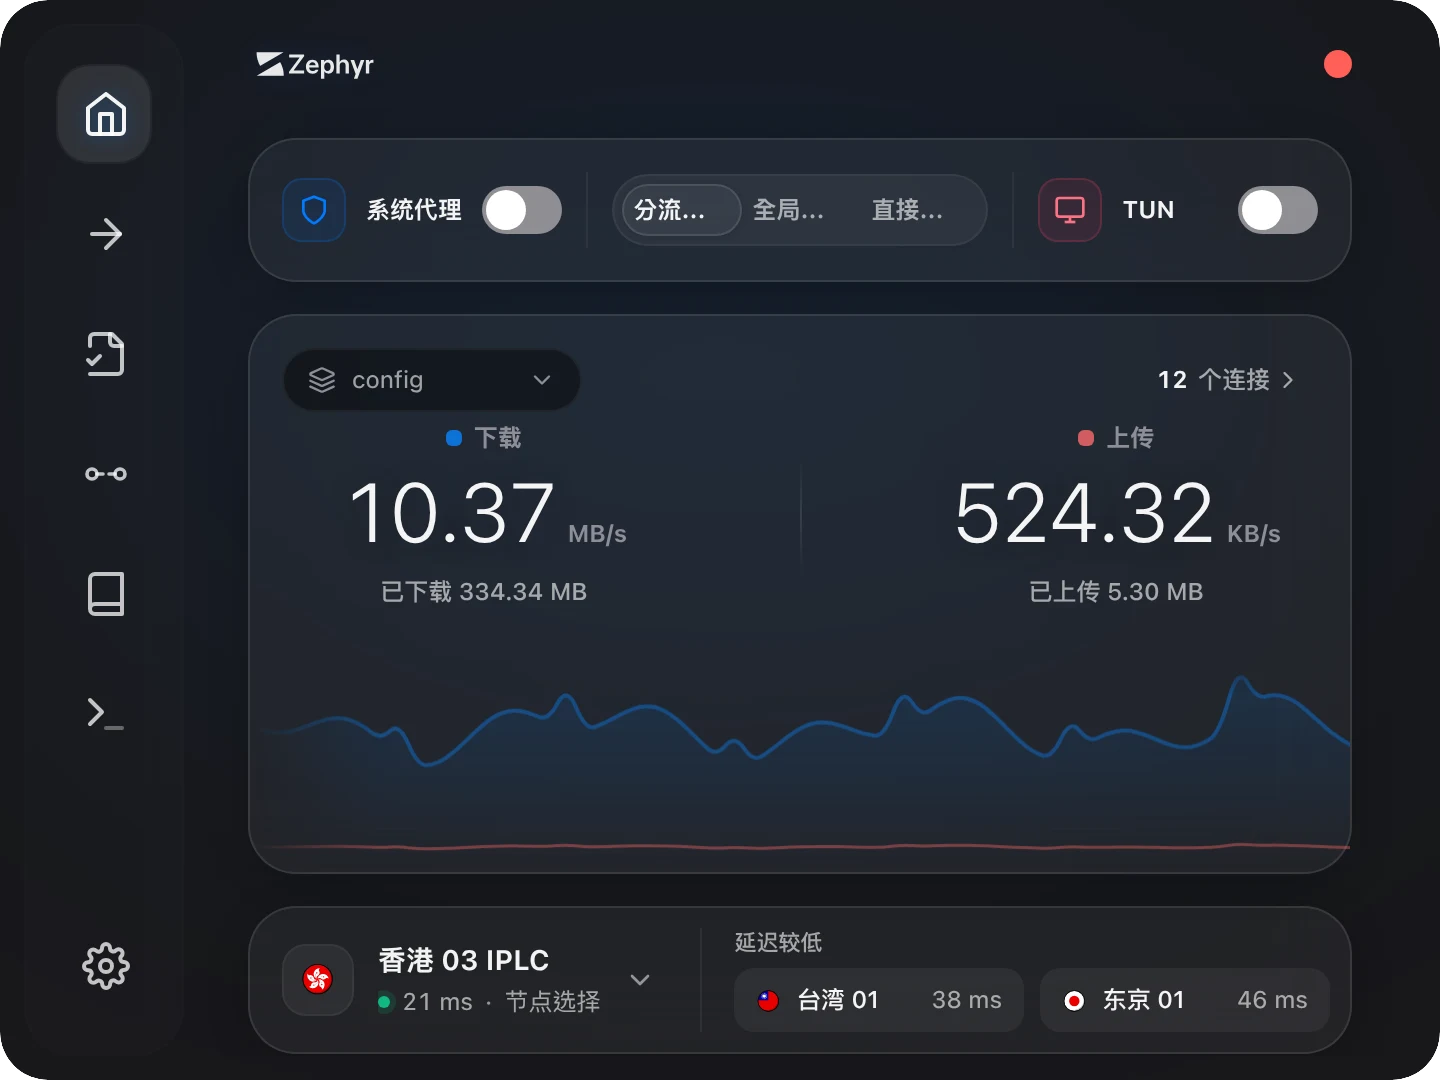 Zephyr
系统代理
分流...
全局...
直接...
TUN
config
12 个连接
下载
10.37 MB/s
已下载 334.34 MB
上传
524.32 KB/s
已上传 5.30 MB
香港 03 IPLC
21 ms · 节点选择
延迟较低
台湾 01 38 ms
东京 01 46 ms